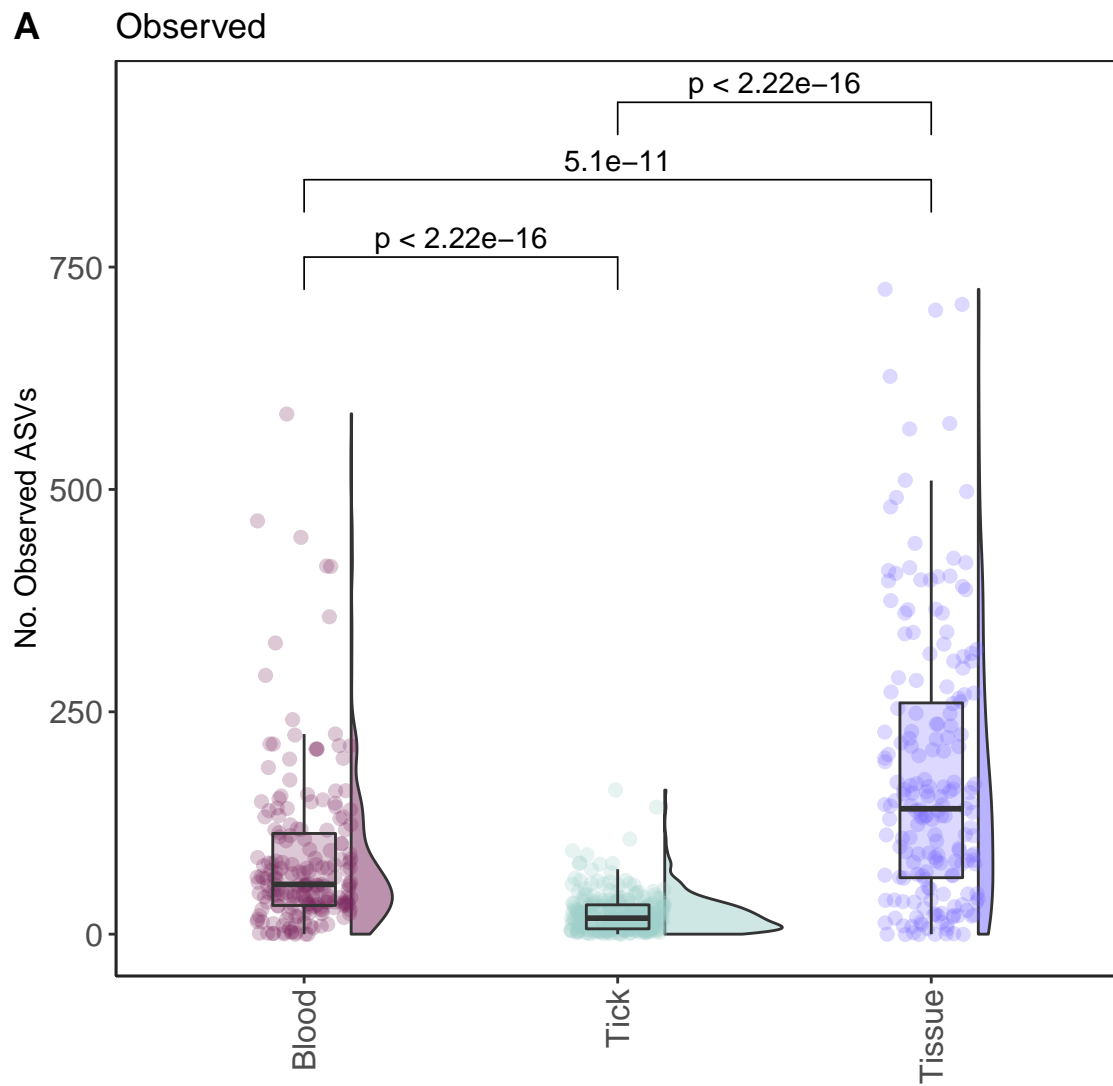 A
Observed
p < 2.22e−16
5.1e−11
p < 2.22e−16
No. Observed ASVs
750
500
250
0
Blood
Tick
Tissue